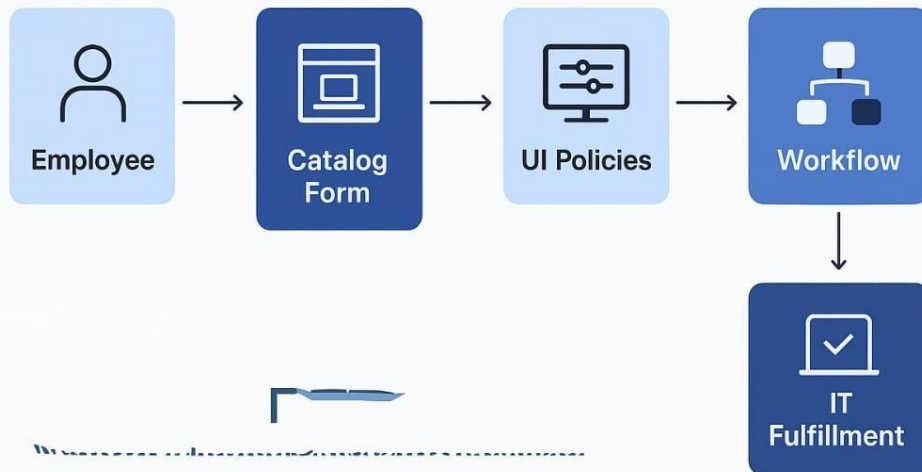 Employee
Catalog
Form
UI Policies
Workflow
IT
Fulfillment